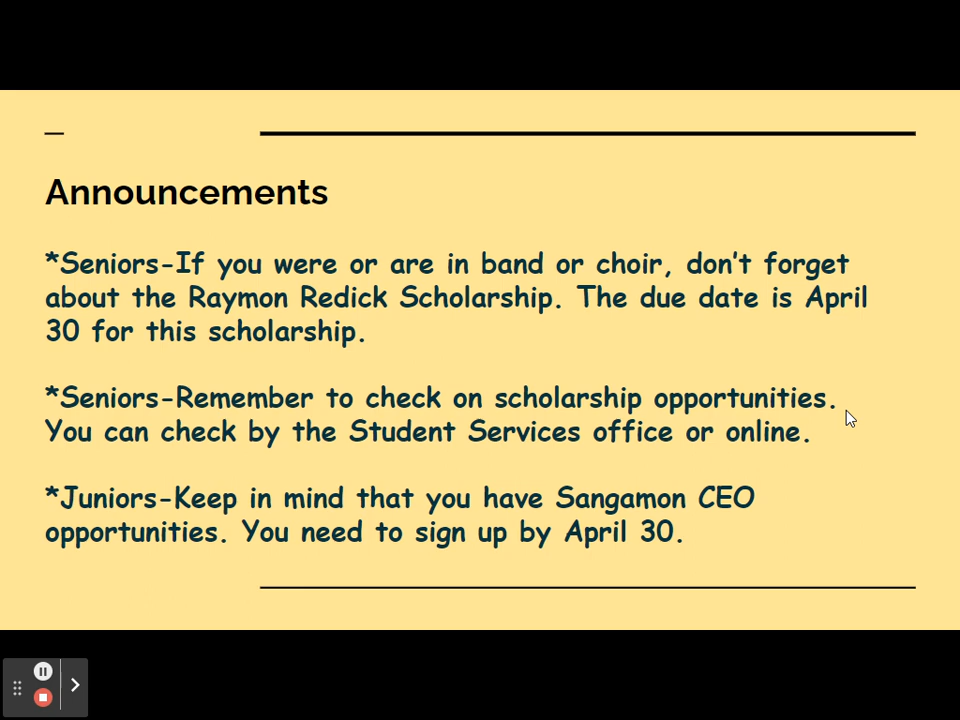 Announcements
*Seniors-If you were or are in band or choir, don't forget
about the Raymon Redick Scholarship. The due date is April
30 for this scholarship.
*Seniors-Remember to check on scholarship opportunities.
You can check by the Student Services office or online.
*Juniors-Keep in mind that you have Sangamon CEO
opportunities. You need to sign up by April 30.